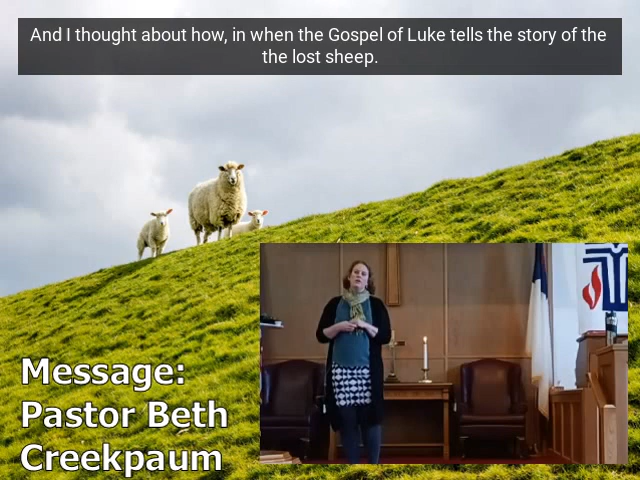 And I thought about how, in when the Gospel of Luke tells the story of the
the lost sheep.
Message:
Pastor Beth
Creekpaum